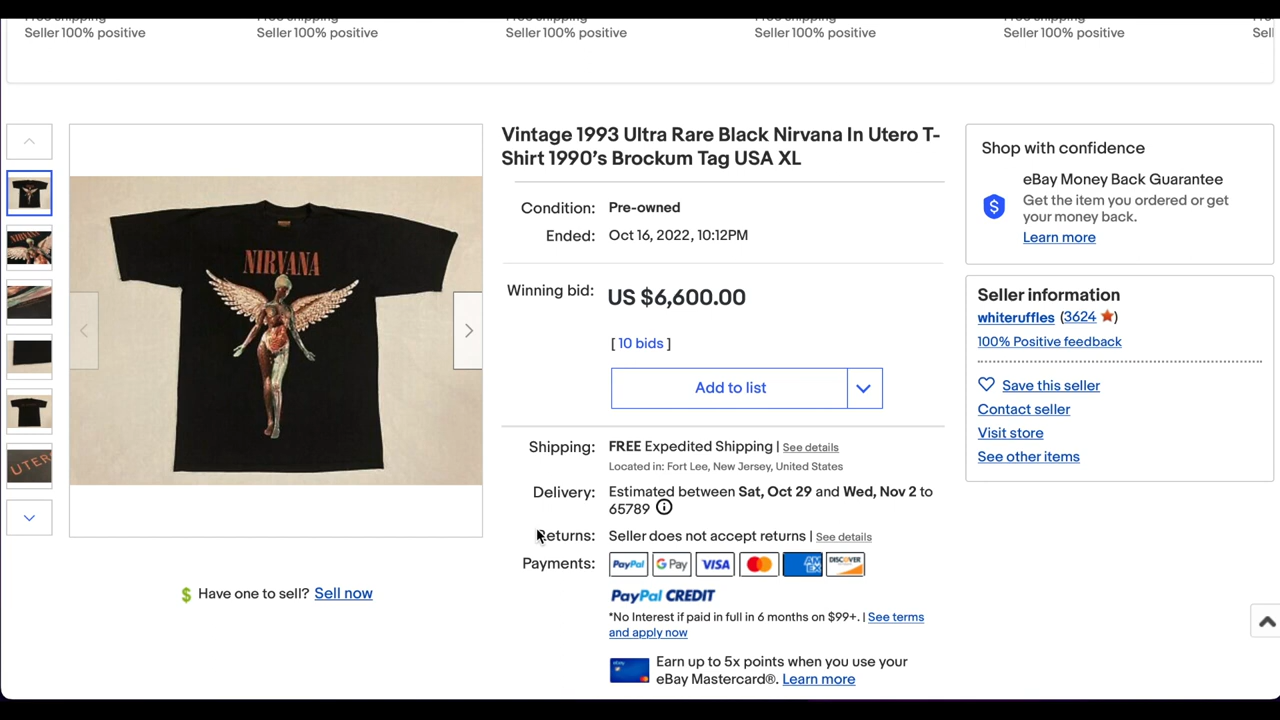 Seller 100% positive
Seller 100% positive
Seller 100% positive
Seller 100% positive
Seller 100% positive
Vintage 1993 Ultra Rare Black Nirvana In Utero T-
Shirt 1990's Brockum Tag USA XL
Condition: Pre-owned
Ended: Oct 16, 2022, 10:12PM
Winning bid: US $6,600.00
[ 10 bids ]
Add to list
Shipping: FREE Expedited Shipping | See details
Located in: Fort Lee, New Jersey, United States
Delivery: Estimated between Sat, Oct 29 and Wed, Nov 2 to
65789
Returns: Seller does not accept returns | See details
Payments: PayPal G Pay VISA AM EX DISCOVER
PayPal CREDIT
*No Interest if paid in full in 6 months on $99+. | See terms
and apply now
Earn up to 5x points when you use your
eBay Mastercard®. Learn more
NIRVANA
UTER
$ Have one to sell? Sell now
Shop with confidence
eBay Money Back Guarantee
$ Get the item you ordered or get
your money back.
Learn more
Seller information
whiteruffles (3624)
100% Positive feedback
Save this seller
Contact seller
Visit store
See other items